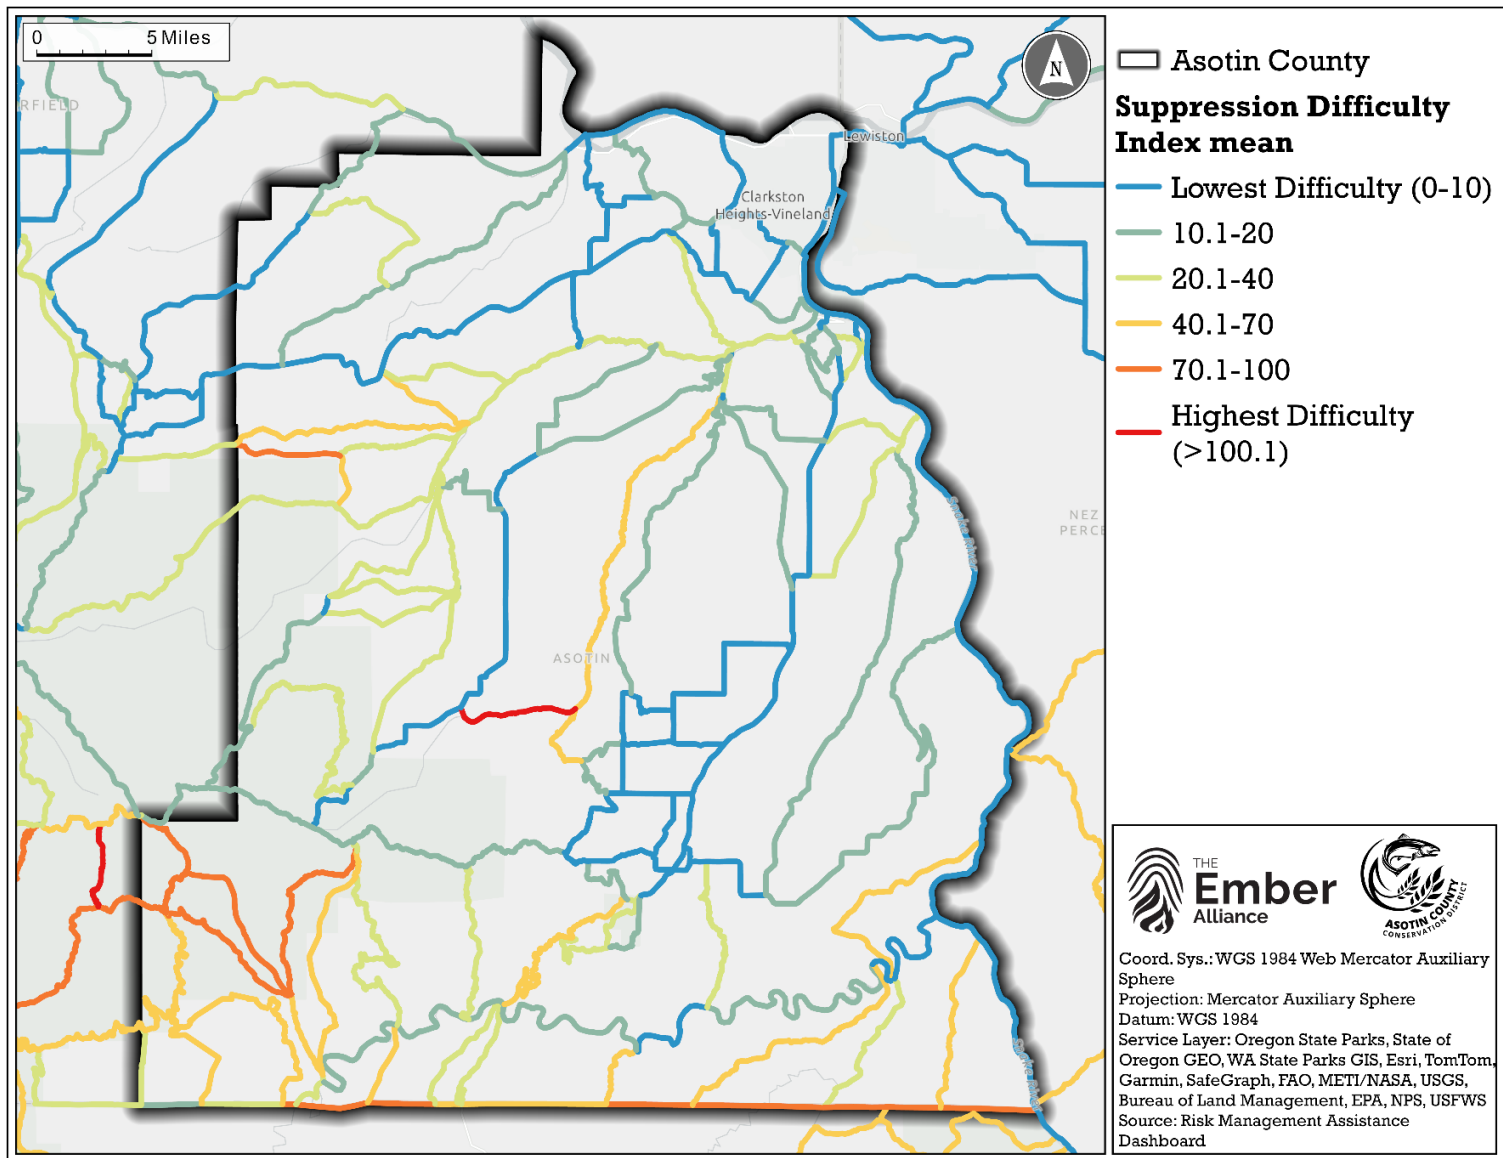 0 5 Miles
N
RFIELD
Lewiston
Clarkston
Heights-Vineland
NEZ
PERCE
Snake River
ASOTIN
Snake River
Asotin County
Suppression Difficulty
Index mean
Lowest Difficulty (0-10)
10.1-20
20.1-40
40.1-70
70.1-100
Highest Difficulty
(>100.1)
THE
Ember
Alliance
ASOTIN COUNTY
CONSERVATION DISTRICT
Coord. Sys.: WGS 1984 Web Mercator Auxiliary
Sphere
Projection: Mercator Auxiliary Sphere
Datum: WGS 1984
Service Layer: Oregon State Parks, State of
Oregon GEO, WA State Parks GIS, Esri, TomTom,
Garmin, SafeGraph, FAO, METI/NASA, USGS,
Bureau of Land Management, EPA, NPS, USFWS
Source: Risk Management Assistance
Dashboard